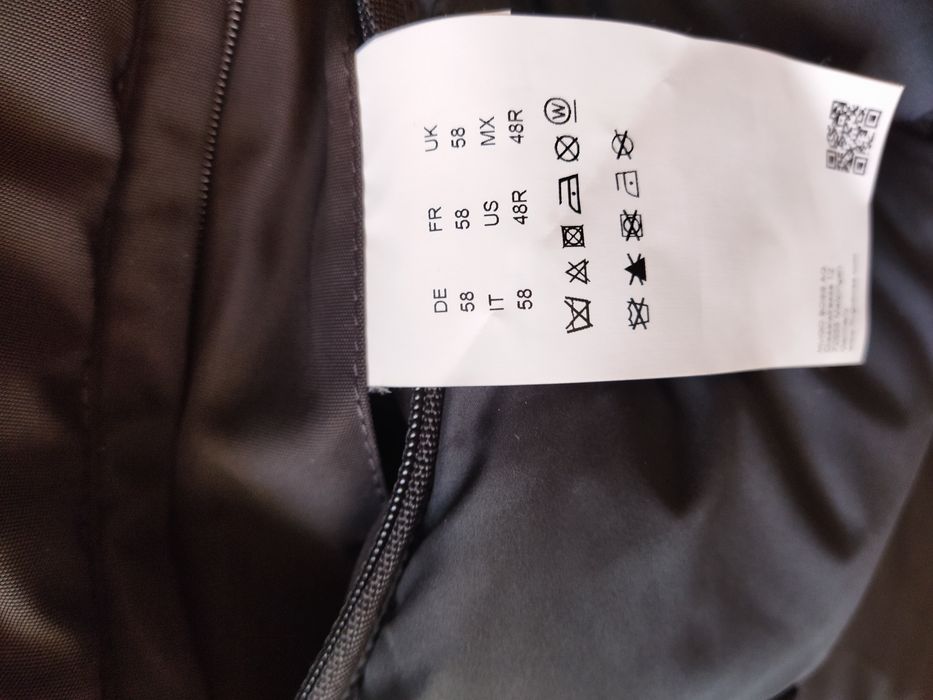 DE FR UK
58 58 58
IT US MX
58 48R 48R
W